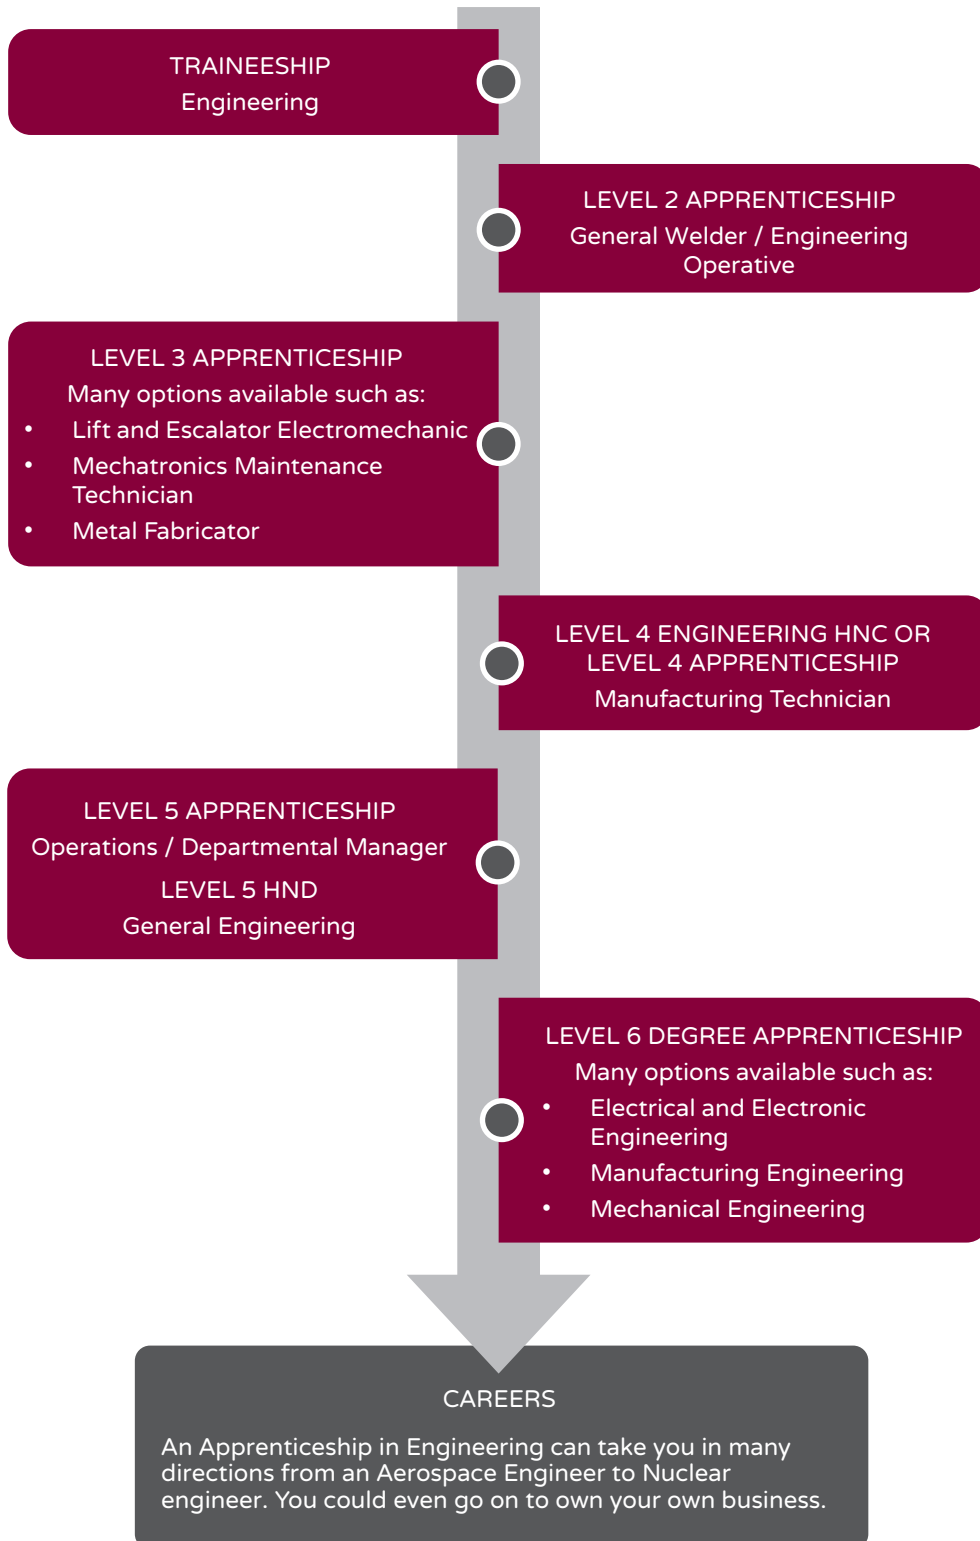 TRAINEESHIP
Engineering
LEVEL 2 APPRENTICESHIP
General Welder / Engineering
Operative
LEVEL 3 APPRENTICESHIP
Many options available such as:
• Lift and Escalator Electromechanic
• Mechatronics Maintenance
Technician
• Metal Fabricator
LEVEL 4 ENGINEERING HNC OR
LEVEL 4 APPRENTICESHIP
Manufacturing Technician
LEVEL 5 APPRENTICESHIP
Operations / Departmental Manager
LEVEL 5 HND
General Engineering
LEVEL 6 DEGREE APPRENTICESHIP
Many options available such as:
• Electrical and Electronic
Engineering
• Manufacturing Engineering
• Mechanical Engineering
CAREERS
An Apprenticeship in Engineering can take you in many
directions from an Aerospace Engineer to Nuclear
engineer. You could even go on to own your own business.